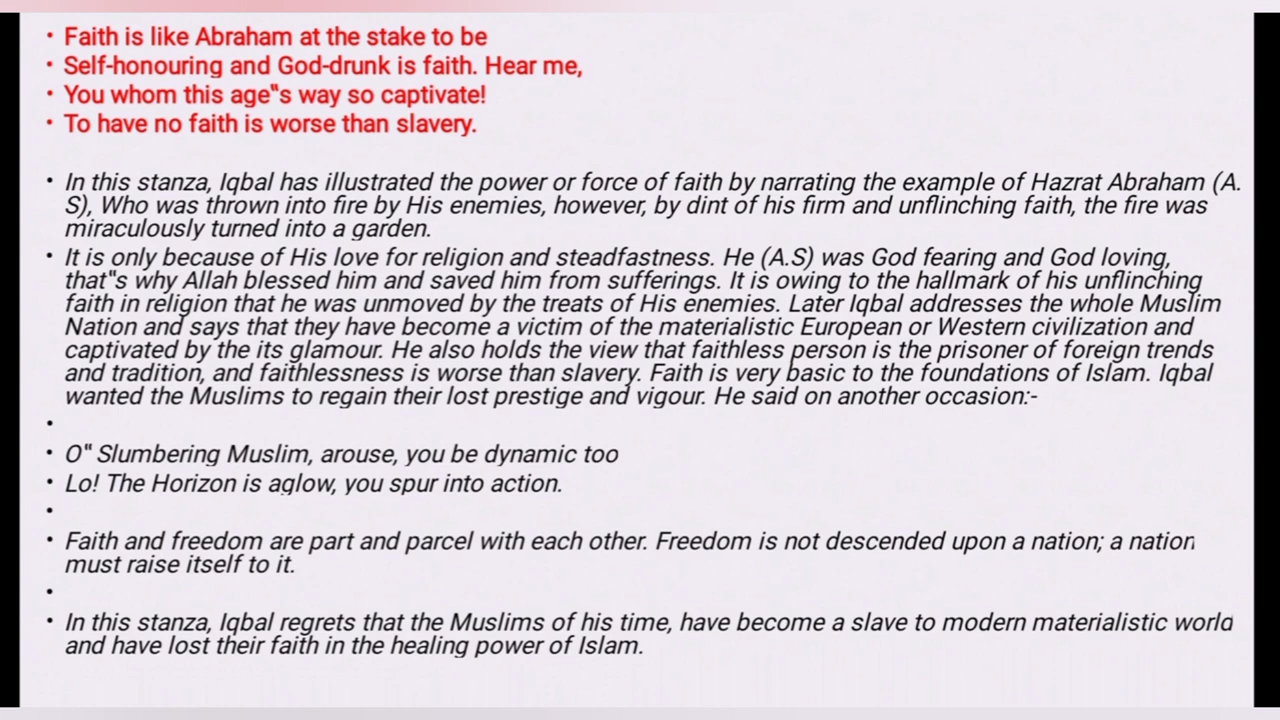 • Faith is like Abraham at the stake to be
• Self-honouring and God-drunk is faith. Hear me,
• You whom this age‟s way so captivate!
• To have no faith is worse than slavery.
• In this stanza, Iqbal has illustrated the power or force of faith by narrating the example of Hazrat Abraham (A.
S), Who was thrown into fire by His enemies, however, by dint of his firm and unflinching faith, the fire was
miraculously turned into a garden.
• It is only because of His love for religion and steadfastness. He (A.S) was God fearing and God loving,
that‟s why Allah blessed him and saved him from sufferings. It is owing to the hallmark of his unflinching
faith in religion that he was unmoved by the treats of His enemies. Later Iqbal addresses the whole Muslim
Nation and says that they have become a victim of the materialistic European or Western civilization and
captivated by the its glamour. He also holds the view that faithless person is the prisoner of foreign trends
and tradition, and faithlessness is worse than slavery. Faith is very basic to the foundations of Islam. Iqbal
wanted the Muslims to regain their lost prestige and vigour. He said on another occasion:-
•
• O‟ Slumbering Muslim, arouse, you be dynamic too
• Lo! The Horizon is aglow, you spur into action.
•
• Faith and freedom are part and parcel with each other. Freedom is not descended upon a nation; a nation
must raise itself to it.
•
• In this stanza, Iqbal regrets that the Muslims of his time, have become a slave to modern materialistic world
and have lost their faith in the healing power of Islam.